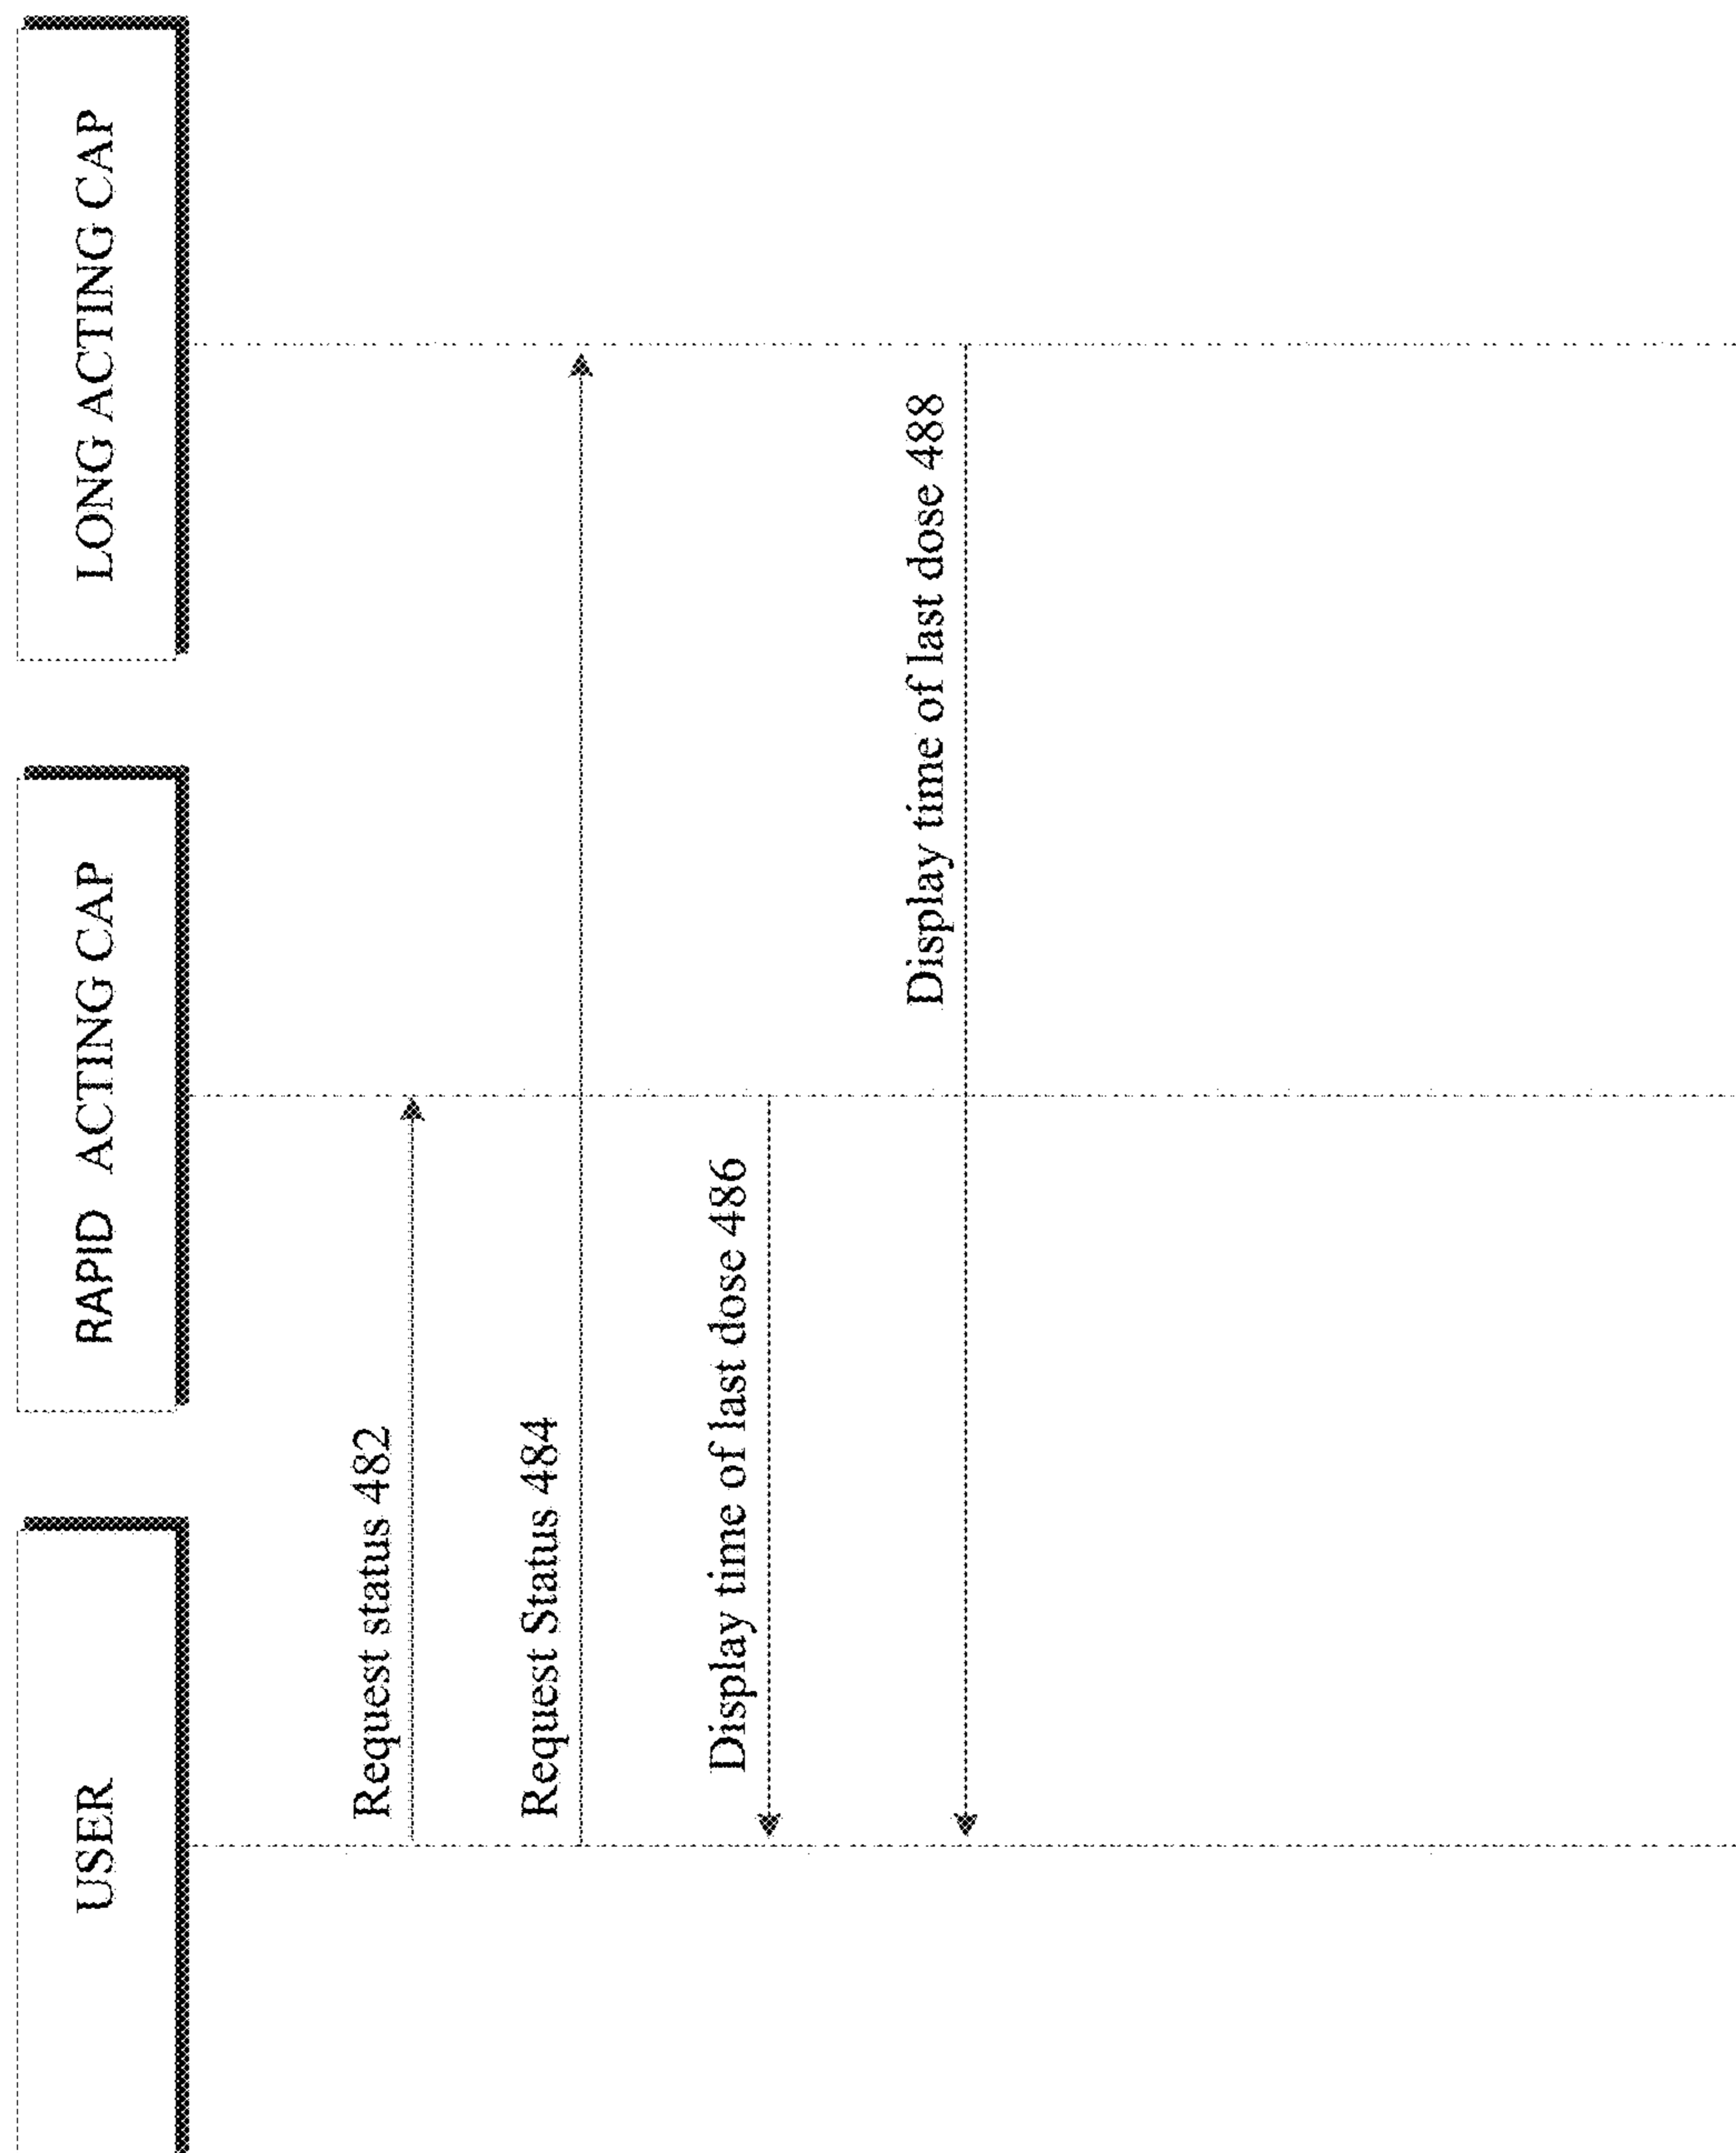 USER
RAPID ACTING CAP
LONG ACTING CAP
Request status 482
Request Status 484
Display time of last dose 486
Display time of last dose 488